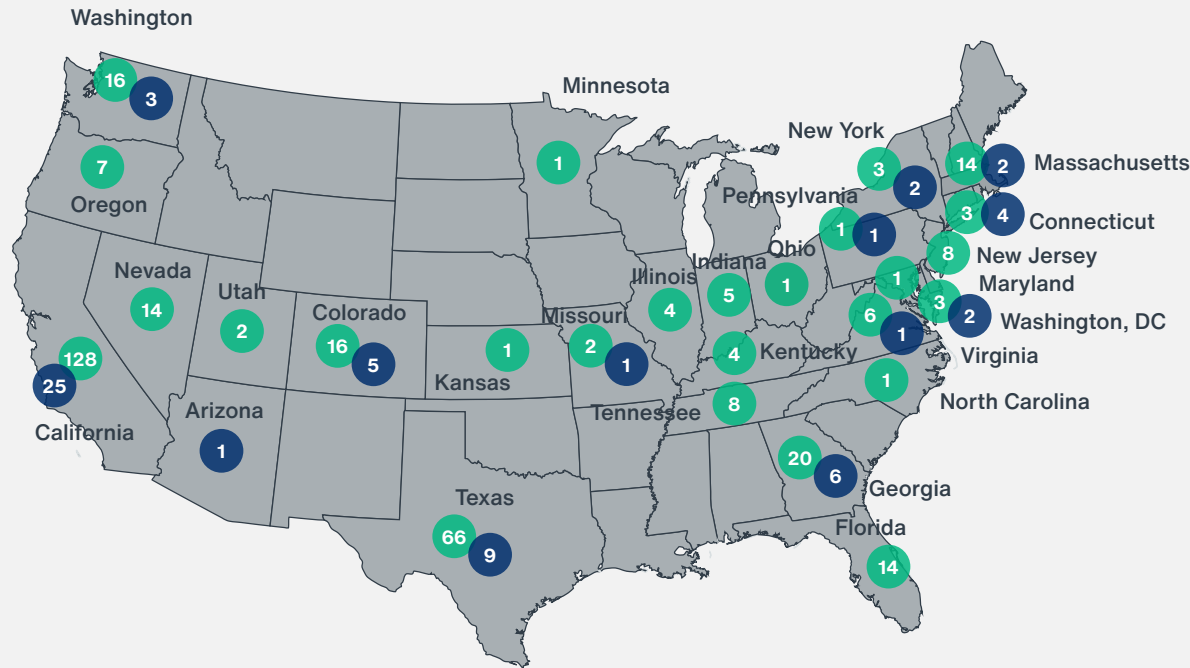 Washington
16
3
Minnesota
New York
7
Oregon
1
3
2
14
2
Massachusetts
Pennsylvania
1
1
3
4
Connecticut
Nevada
14
Utah
2
Colorado
16
5
Illinois
4
Indiana
5
Ohio
1
8
New Jersey
1
Maryland
3
2
Washington, DC
6
1
Virginia
128
25
California
Kansas
1
Missouri
2
1
4
Kentucky
Tennessee
8
1
North Carolina
Arizona
1
Texas
66
9
20
6
Georgia
Florida
14